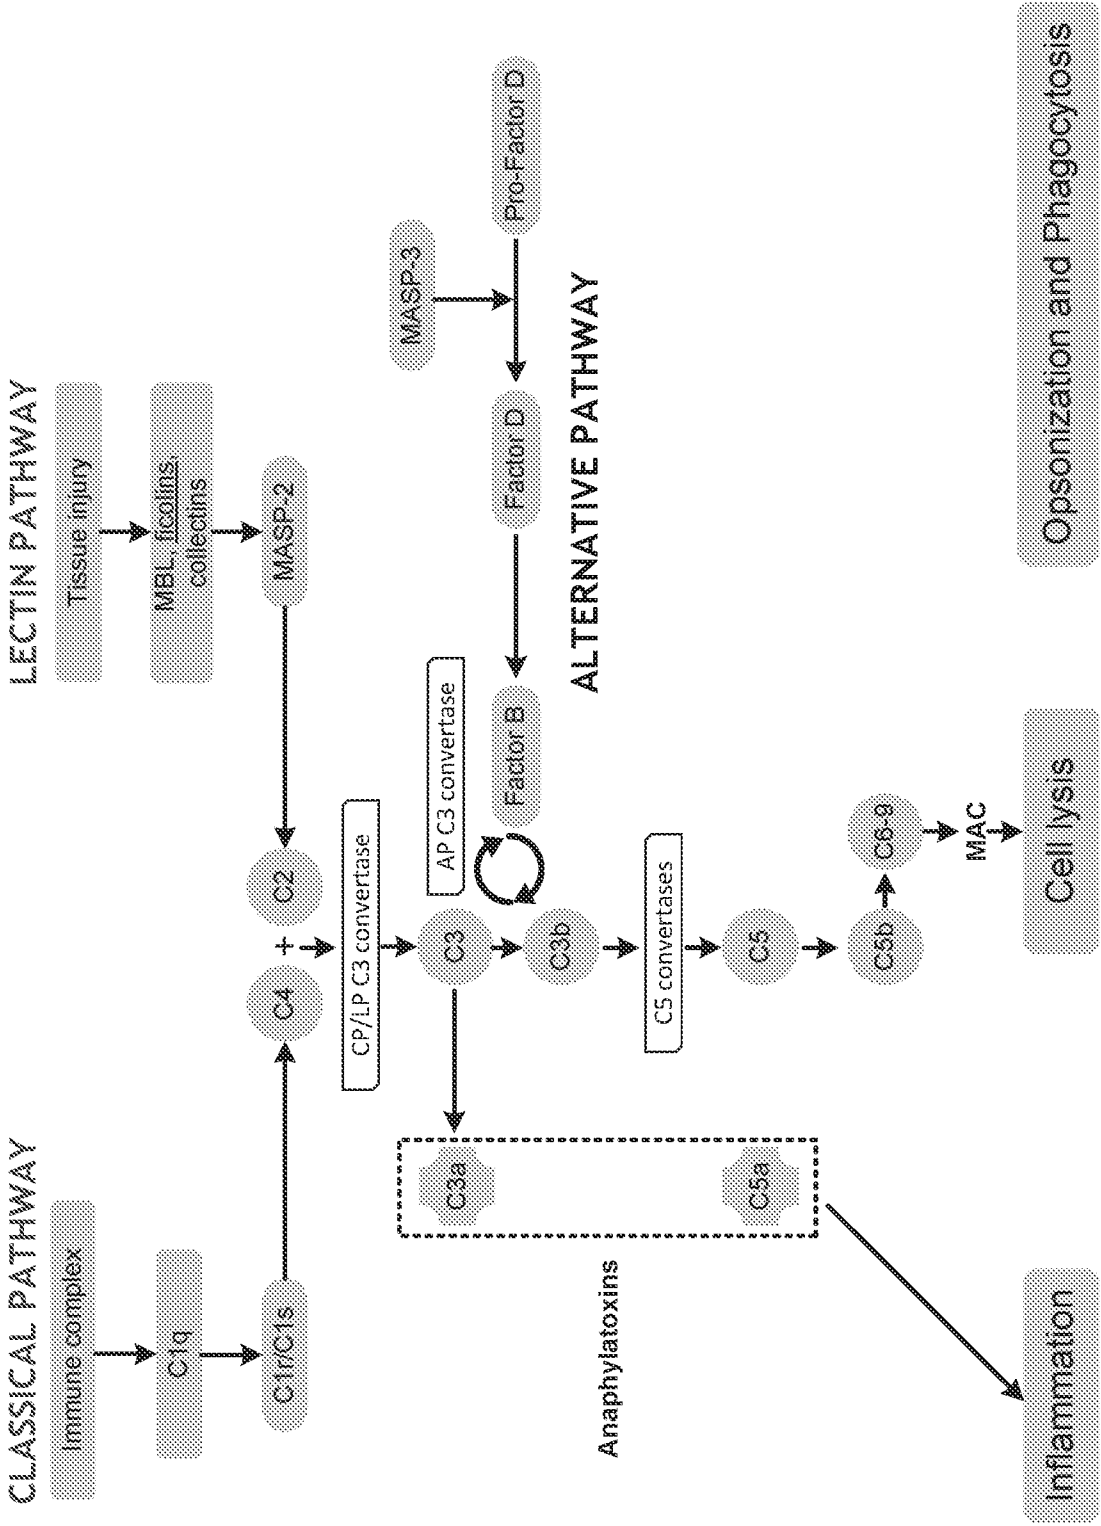 CLASSICAL PATHWAY
LECTIN PATHWAY
Immune complex
Tissue injury
C1q
MBL, ficolins,
collectins
C1r/C1s
C4
+
C2
MASP-2
CP/LP C3 convertase
MASP-3
C3a
C3
AP C3 convertase
C3b
Factor B
Factor D
Pro-Factor D
ALTERNATIVE PATHWAY
Anaphylatoxins
C5 convertases
C5a
C5
C5b
C6-9
MAC
Inflammation
Cell lysis
Opsonization and Phagocytosis